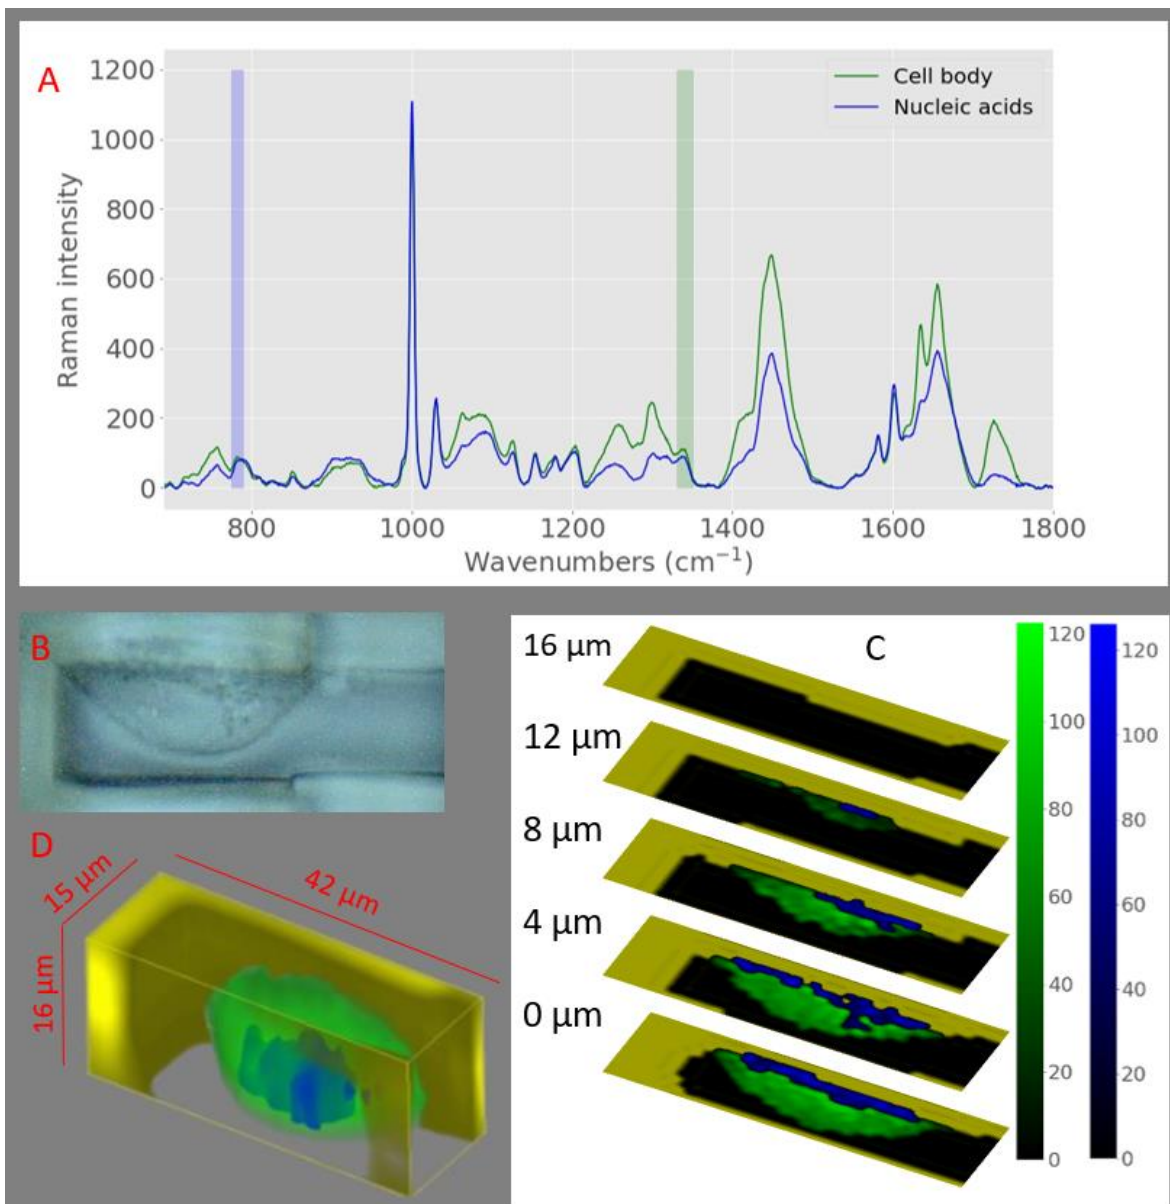 A
Raman intensity
1200
1000
800
600
400
200
0
Cell body
Nucleic acids
800
1000
1200
1400
1600
1800
Wavenumbers (cm⁻¹)
B
C
16 µm
12 µm
8 µm
4 µm
0 µm
120
100
80
60
40
20
0
120
100
80
60
40
20
0
D
15 µm
42 µm
16 µm